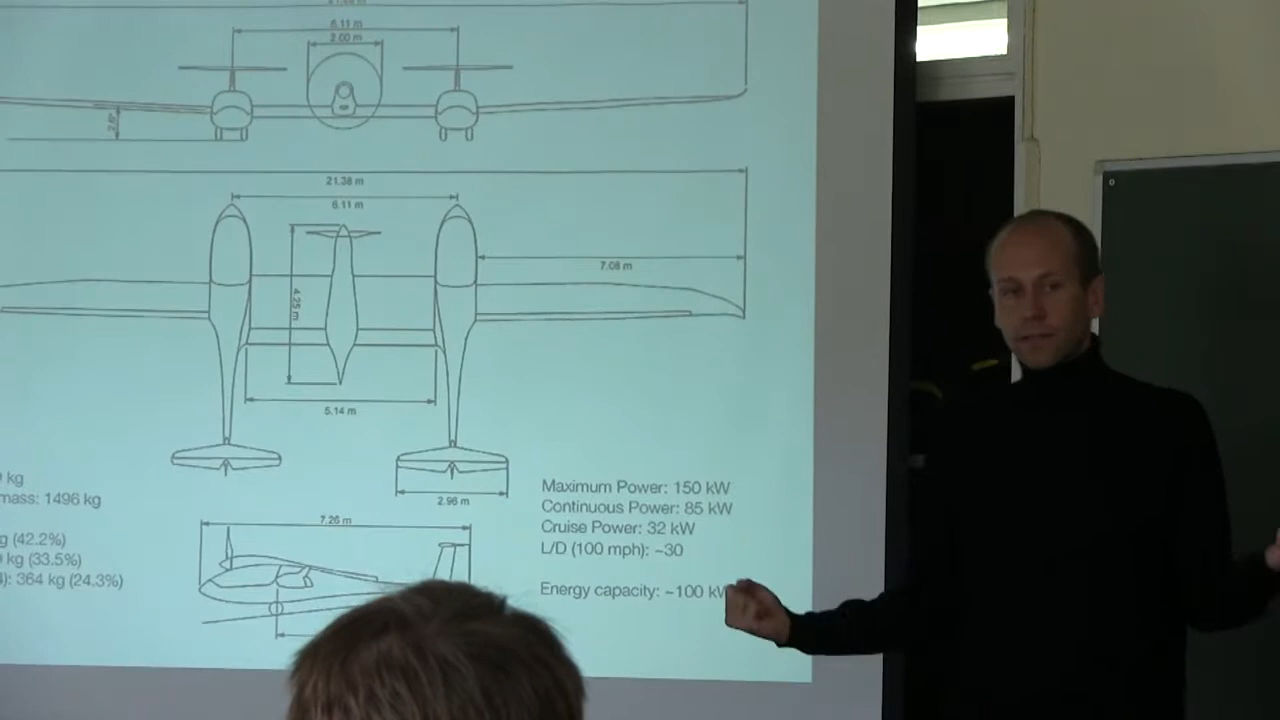 6.11 m
2.00 m
21.38 m
6.11 m
7.08 m
4.25 m
5.14 m
2.96 m
kg
mass: 1496 kg
(42.2%)
kg (33.5%)
): 364 kg (24.3%)
7.26 m
Maximum Power: 150 kW
Continuous Power: 85 kW
Cruise Power: 32 kW
L/D (100 mph): ~30
Energy capacity: ~100